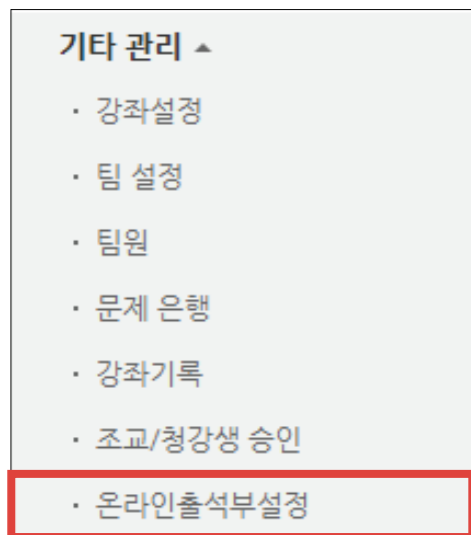 기타 관리 ▲
· 강좌설정
· 팀 설정
· 팀원
· 문제 은행
· 강좌기록
· 조교/청강생 승인
· 온라인출석부설정